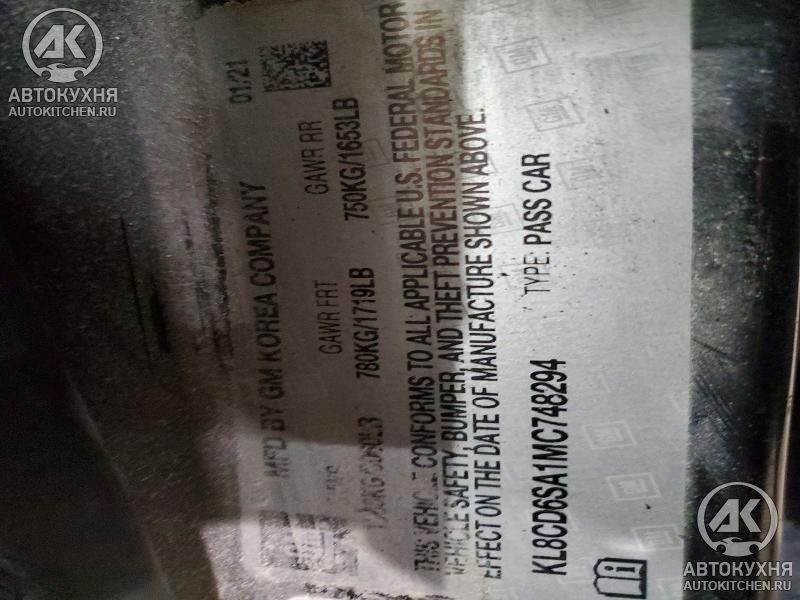 AK
АВТОКУХНЯ
AUTOKITCHEN.RU
MFD BY GM KOREA COMPANY 01/21
GAWR FRT GAWR RR
780KG/1719LB 750KG/1653LB
THIS VEHICLE CONFORMS TO ALL APPLICABLE U.S. FEDERAL MOTOR
VEHICLE SAFETY, BUMPER, AND THEFT PREVENTION STANDARDS IN
EFFECT ON THE DATE OF MANUFACTURE SHOWN ABOVE.
KL8CD6SA1MC748294 TYPE: PASS CAR
AK
АВТОКУХНЯ
AUTOKITCHEN.RU